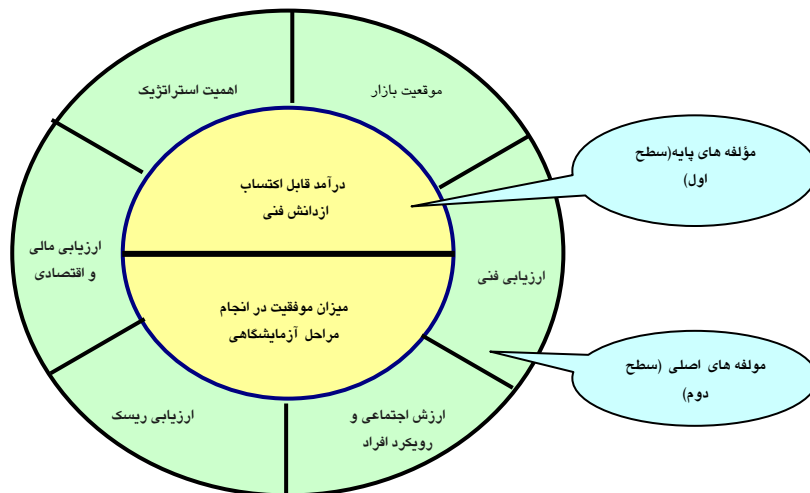 موقعیت بازار
اهمیت استراتژیک
مؤلفه های پایه(سطح
اول)
درآمد قابل اکتساب
ازدانش فنی
ارزیابی مالی
و اقتصادی
ارزیابی فنی
میزان موفقیت در انجام
مراحل آزمایشگاهی
مولفه های اصلی (سطح
دوم)
ارزیابی ریسک
ارزش اجتماعی و
رویکرد افراد